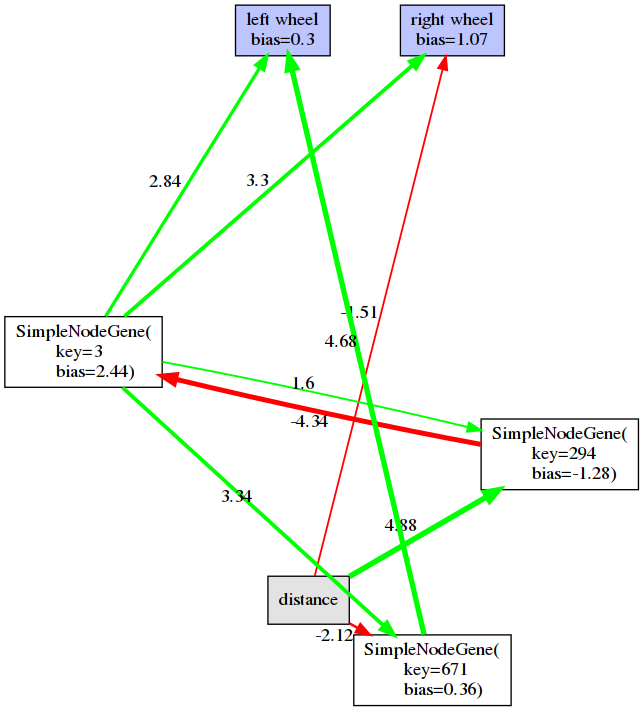 left wheel
bias=0.3
right wheel
bias=1.07
2.84
3.3
-1.51
4.68
SimpleNodeGene(
key=3
bias=2.44)
1.6
-4.34
SimpleNodeGene(
key=294
bias=-1.28)
3.34
4.88
distance
-2.12
SimpleNodeGene(
key=671
bias=0.36)